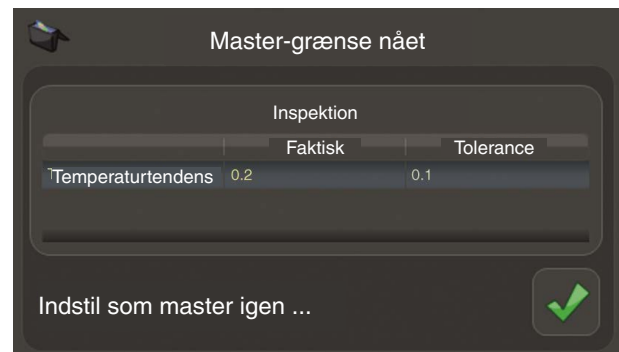 Master-grænse nået
Inspektion
Faktisk Tolerance
Temperaturtendens 0.2 0.1
Indstil som master igen ...